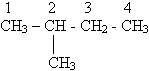 1 2 3 4
CH₃ – CH – CH₂ - CH₃
CH₃